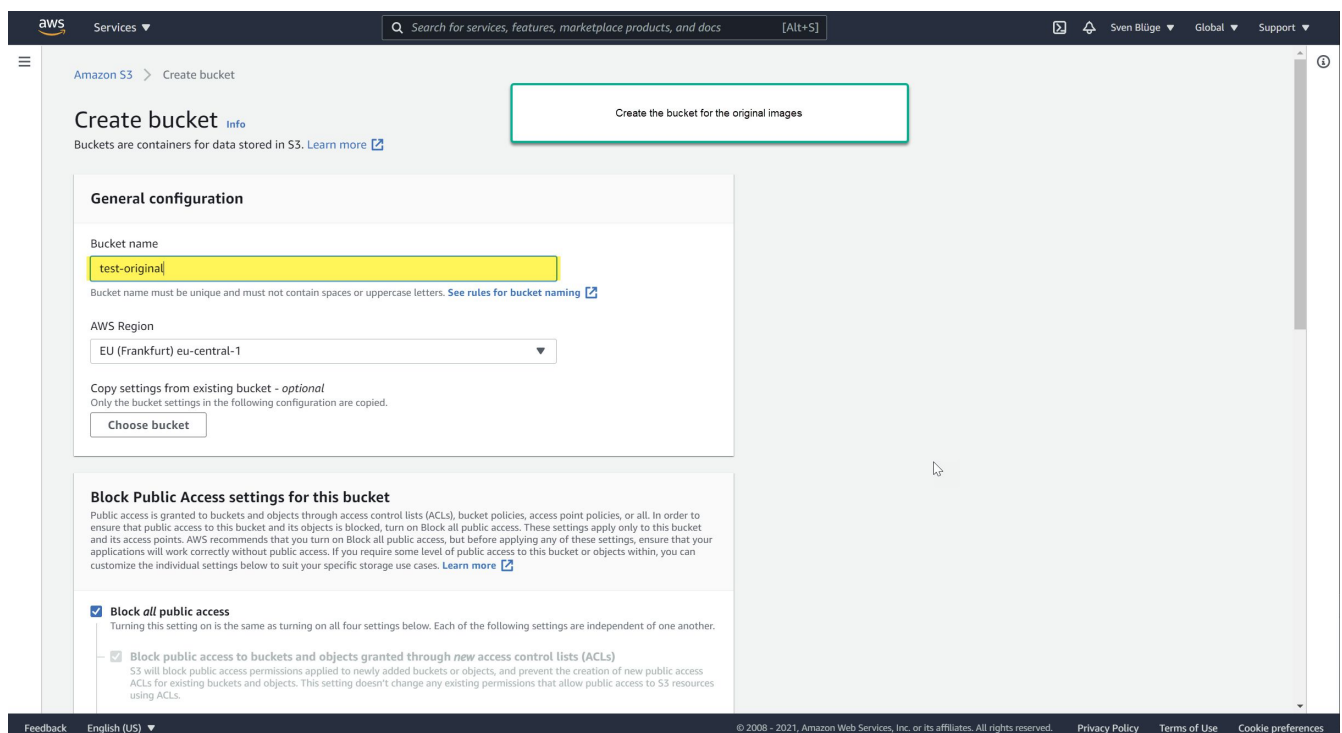 aws Services ▼ Search for services, features, marketplace products, and docs [Alt+S] Sven Blüge ▼ Global ▼ Support ▼
Amazon S3 > Create bucket
Create the bucket for the original images
Create bucket Info
Buckets are containers for data stored in S3. Learn more
General configuration
Bucket name
test-original
Bucket name must be unique and must not contain spaces or uppercase letters. See rules for bucket naming
AWS Region
EU (Frankfurt) eu-central-1 ▼
Copy settings from existing bucket - optional
Only the bucket settings in the following configuration are copied.
Choose bucket
Block Public Access settings for this bucket
Public access is granted to buckets and objects through access control lists (ACLs), bucket policies, access point policies, or all. In order to
ensure that public access to this bucket and its objects is blocked, turn on Block all public access. These settings apply only to this bucket
and its access points. AWS recommends that you turn on Block all public access, but before applying any of these settings, ensure that your
applications will work correctly without public access. If you require some level of public access to this bucket or objects within, you can
customize the individual settings below to suit your specific storage use cases. Learn more
Block all public access
Turning this setting on is the same as turning on all four settings below. Each of the following settings are independent of one another.
Block public access to buckets and objects granted through new access control lists (ACLs)
S3 will block public access permissions applied to newly added buckets or objects, and prevent the creation of new public access
ACLs for existing buckets and objects. This setting doesn't change any existing permissions that allow public access to S3 resources
using ACLs.
Feedback English (US) ▼ © 2008 - 2021, Amazon Web Services, Inc. or its affiliates. All rights reserved. Privacy Policy Terms of Use Cookie preferences